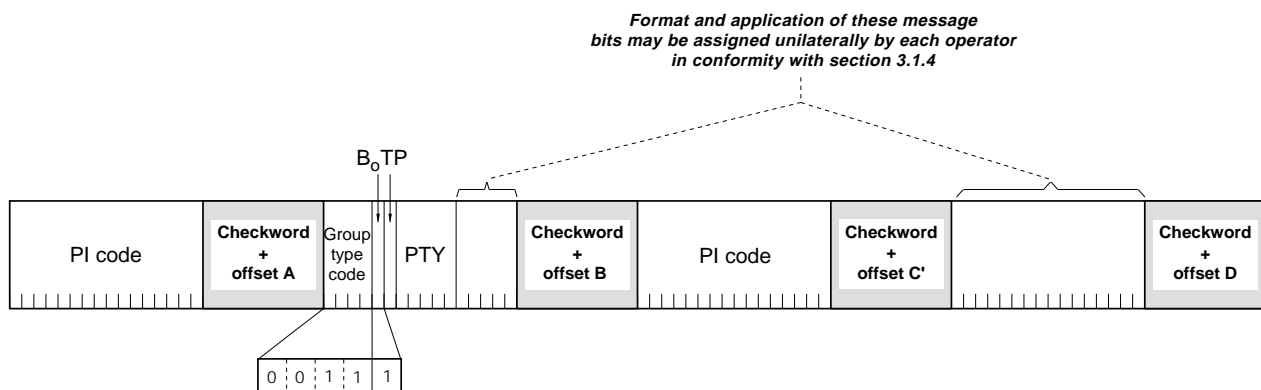 Format and application of these message
bits may be assigned unilaterally by each operator
in conformity with section 3.1.4
BoTP
PI code
Checkword
+
offset A
Group
type
code
PTY
Checkword
+
offset B
PI code
Checkword
+
offset C'
Checkword
+
offset D
0 0 1 1 1